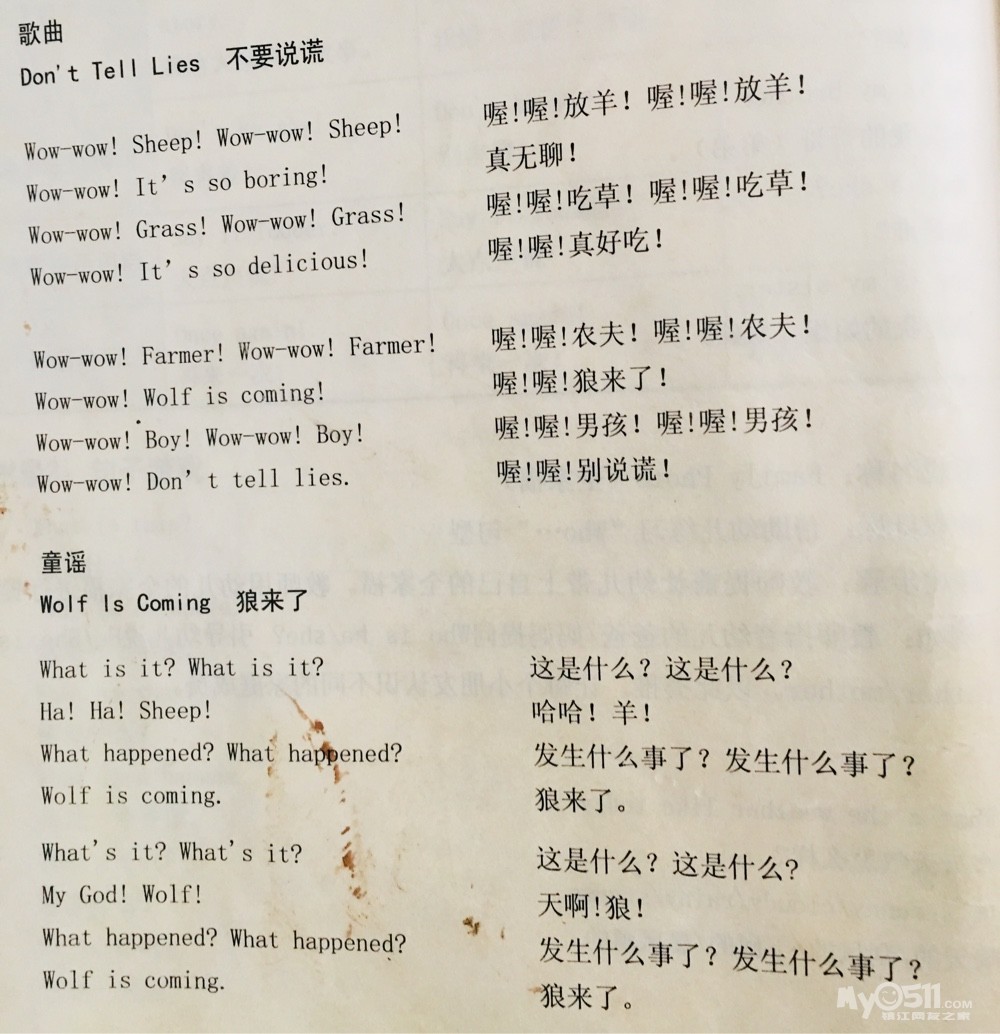 歌曲
Don't Tell Lies 不要说谎
Wow-wow! Sheep! Wow-wow! Sheep! 喔!喔!放羊! 喔!喔!放羊!
Wow-wow! It's so boring! 真无聊!
Wow-wow! Grass! Wow-wow! Grass! 喔!喔!吃草! 喔!喔!吃草!
Wow-wow! It's so delicious! 喔!喔!真好吃!
Wow-wow! Farmer! Wow-wow! Farmer! 喔!喔!农夫! 喔!喔!农夫!
Wow-wow! Wolf is coming! 喔!喔!狼来了!
Wow-wow! Boy! Wow-wow! Boy! 喔!喔!男孩! 喔!喔!男孩!
Wow-wow! Don't tell lies. 喔!喔!别说谎!
童谣
Wolf Is Coming 狼来了
What is it? What is it? 这是什么? 这是什么?
Ha! Ha! Sheep! 哈哈! 羊!
What happened? What happened? 发生什么事了? 发生什么事了?
Wolf is coming. 狼来了。
What's it? What's it? 这是什么? 这是什么?
My God! Wolf! 天啊!狼!
What happened? What happened? 发生什么事了? 发生什么事了?
Wolf is coming. 狼来了。
My0511.COM
镇江网友之家